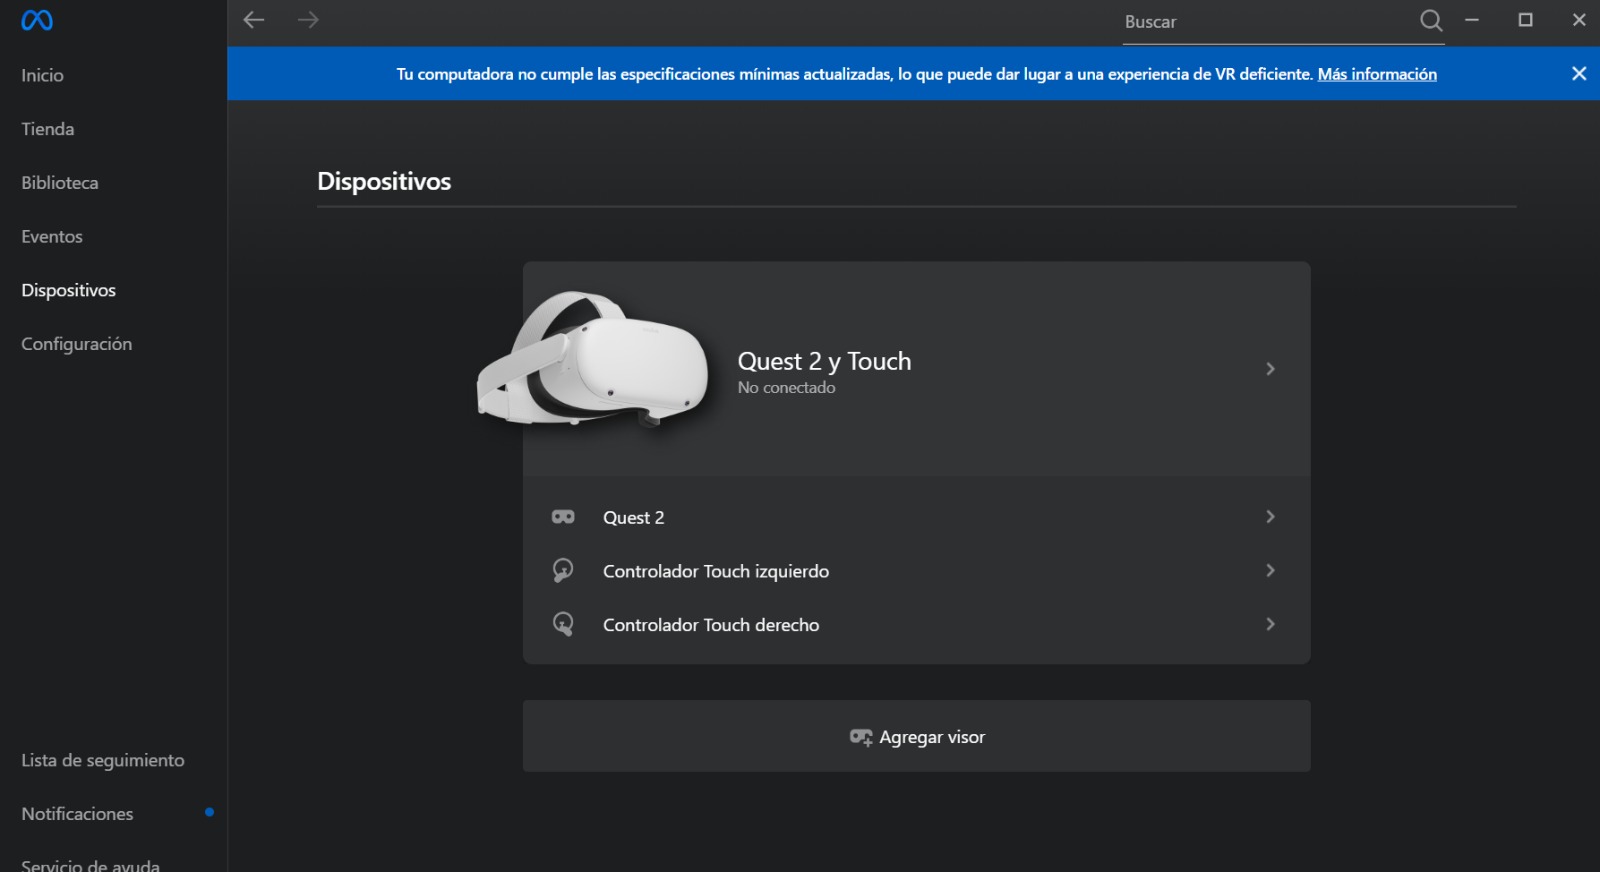 Buscar
Tu computadora no cumple las especificaciones mínimas actualizadas, lo que puede dar lugar a una experiencia de VR deficiente. Más información
Inicio
Tienda
Biblioteca
Eventos
Dispositivos
Configuración
Lista de seguimiento
Notificaciones
Servicio de ayuda
Dispositivos
Quest 2 y Touch
No conectado
Quest 2
Controlador Touch izquierdo
Controlador Touch derecho
Agregar visor